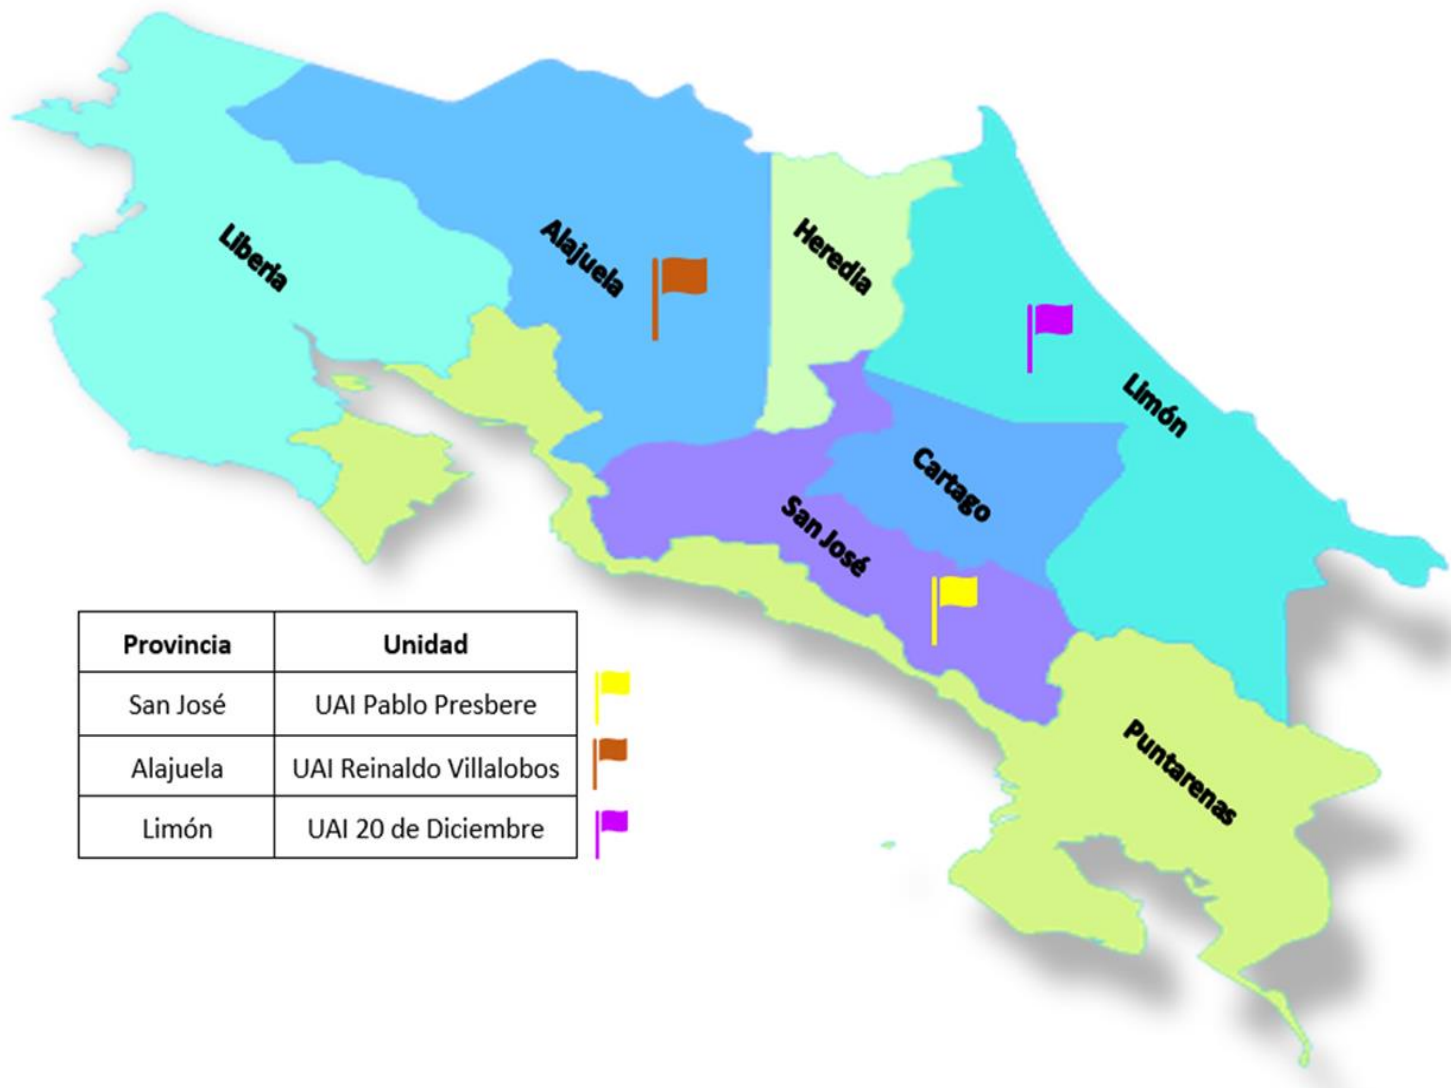 Liberia
Alajuela
Heredia
Limón
Cartago
San José
Puntarenas
Provincia Unidad
San José UAI Pablo Presbere
Alajuela UAI Reinaldo Villalobos
Limón UAI 20 de Diciembre